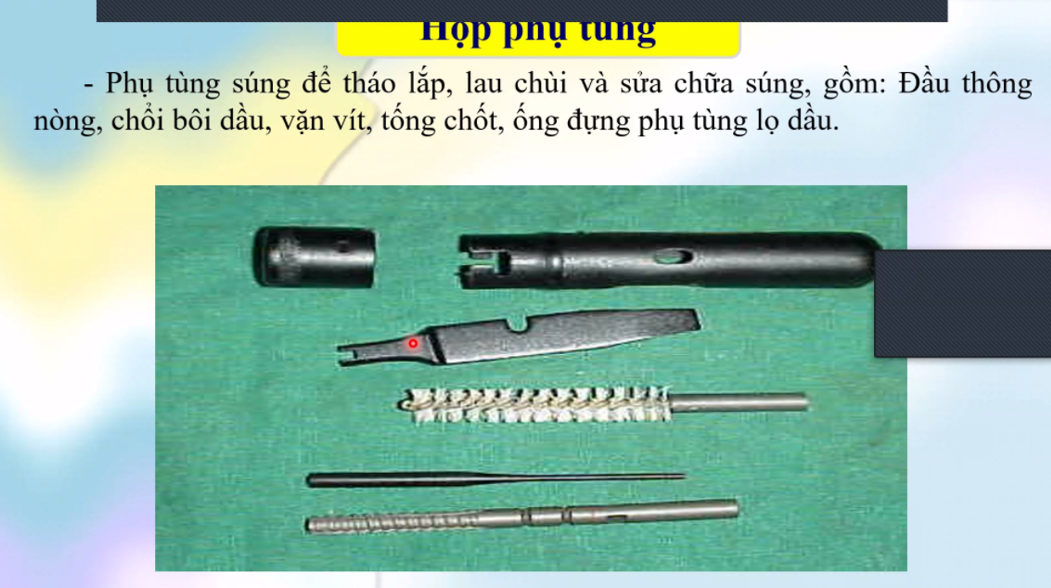 Hộp phụ tùng
- Phụ tùng súng để tháo lắp, lau chùi và sửa chữa súng, gồm: Đầu thông
nòng, chổi bôi dầu, vặn vít, tống chốt, ống đựng phụ tùng lọ dầu.